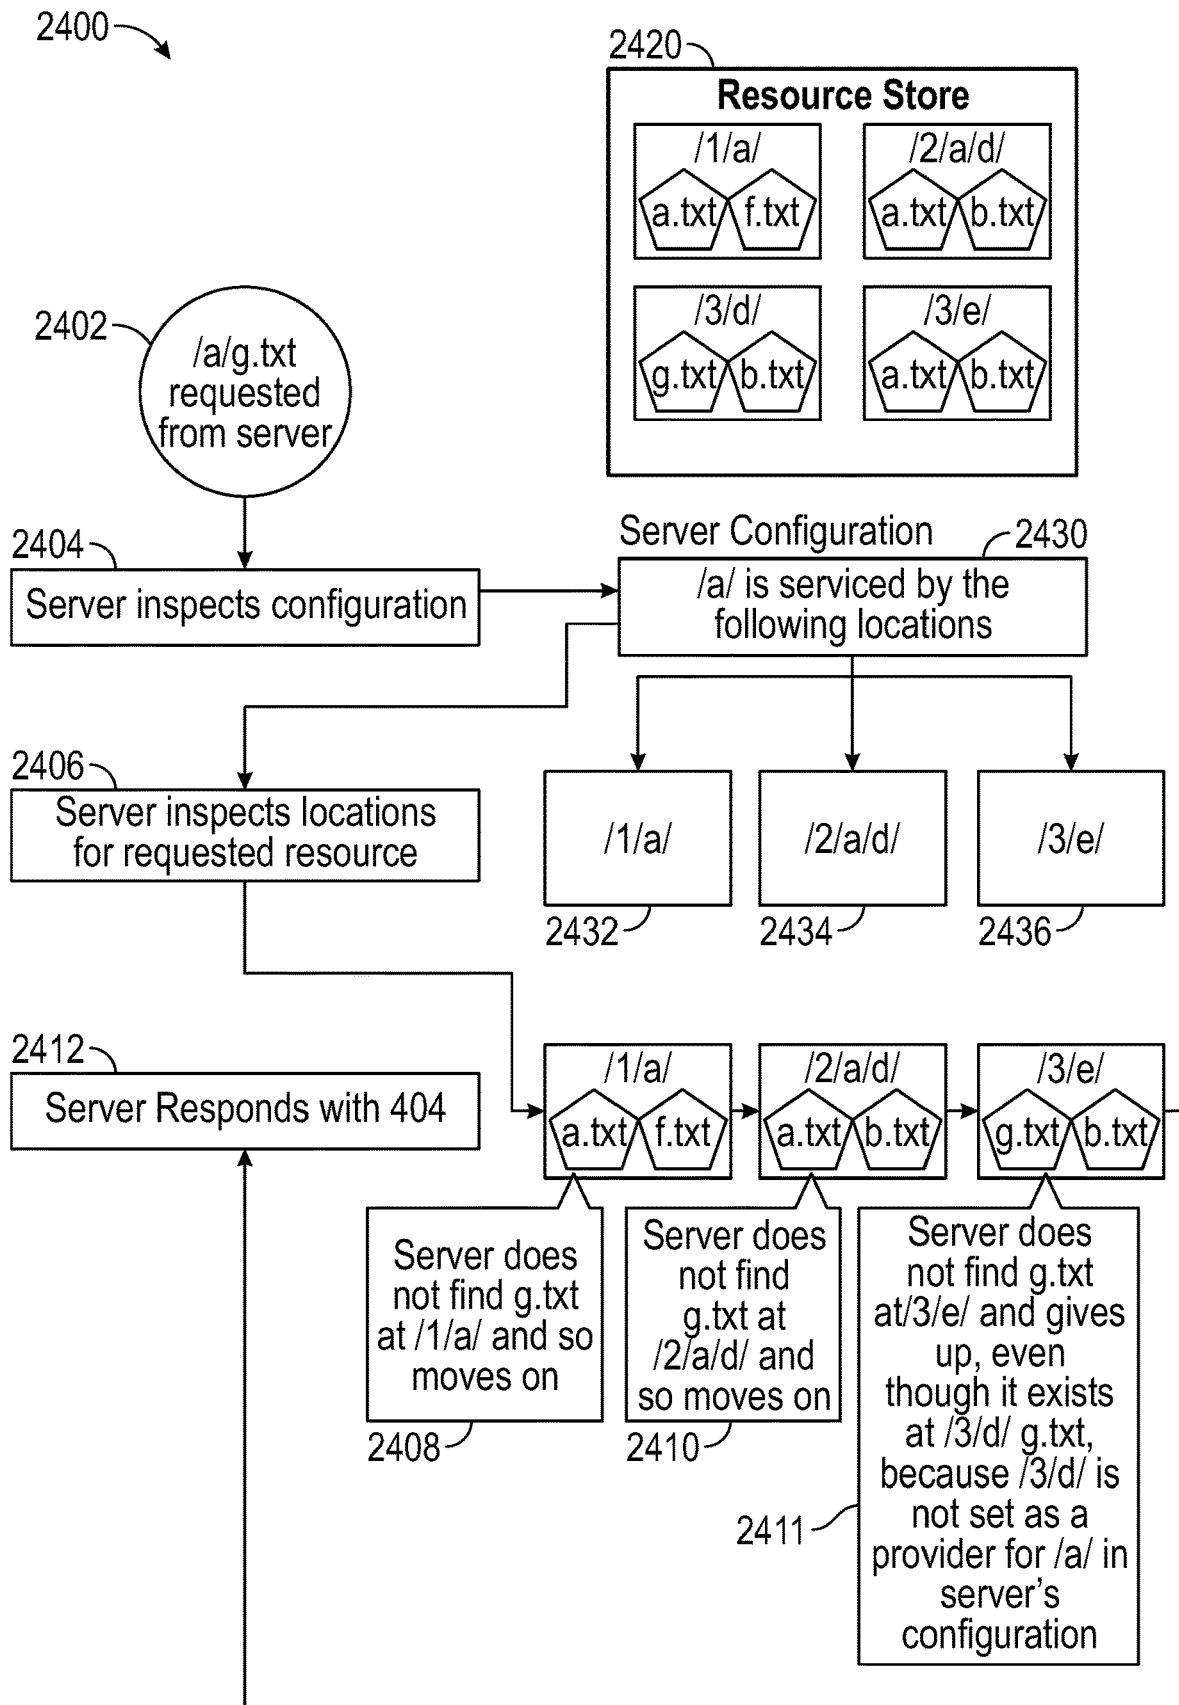 2400
2420
Resource Store
/1/a/
a.txt f.txt
/2/a/d/
a.txt b.txt
/3/d/
g.txt b.txt
/3/e/
a.txt b.txt
2402
/a/g.txt
requested
from server
2404
Server inspects configuration
Server Configuration
2430
/a/ is serviced by the
following locations
2406
Server inspects locations
for requested resource
/1/a/
2432
/2/a/d/
2434
/3/e/
2436
2412
Server Responds with 404
/1/a/
a.txt f.txt
/2/a/d/
a.txt b.txt
/3/e/
g.txt b.txt
Server does
not find g.txt
at /1/a/ and so
moves on
2408
Server does
not find
g.txt at
/2/a/d/ and
so moves on
2410
Server does
not find g.txt
at/3/e/ and gives
up, even
though it exists
at /3/d/ g.txt,
because /3/d/ is
not set as a
provider for /a/ in
server's
configuration
2411